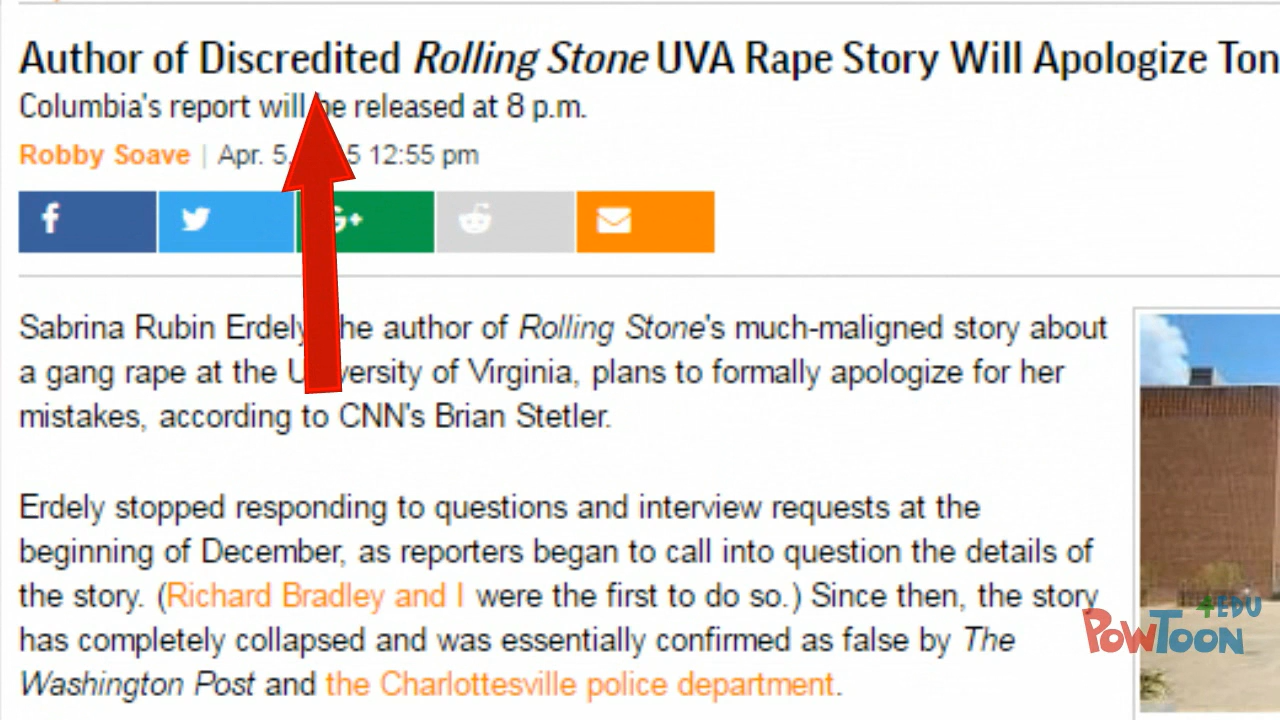 Author of Discredited Rolling Stone UVA Rape Story Will Apologize Ton
Columbia's report will be released at 8 p.m.
Robby Soave | Apr. 5, 5 12:55 pm
f G+
Sabrina Rubin Erdely, the author of Rolling Stone's much-maligned story about
a gang rape at the University of Virginia, plans to formally apologize for her
mistakes, according to CNN's Brian Stetler.
Erdely stopped responding to questions and interview requests at the
beginning of December, as reporters began to call into question the details of
the story. (Richard Bradley and I were the first to do so.) Since then, the story
has completely collapsed and was essentially confirmed as false by The
Washington Post and the Charlottesville police department.
POWTOON 4EDU